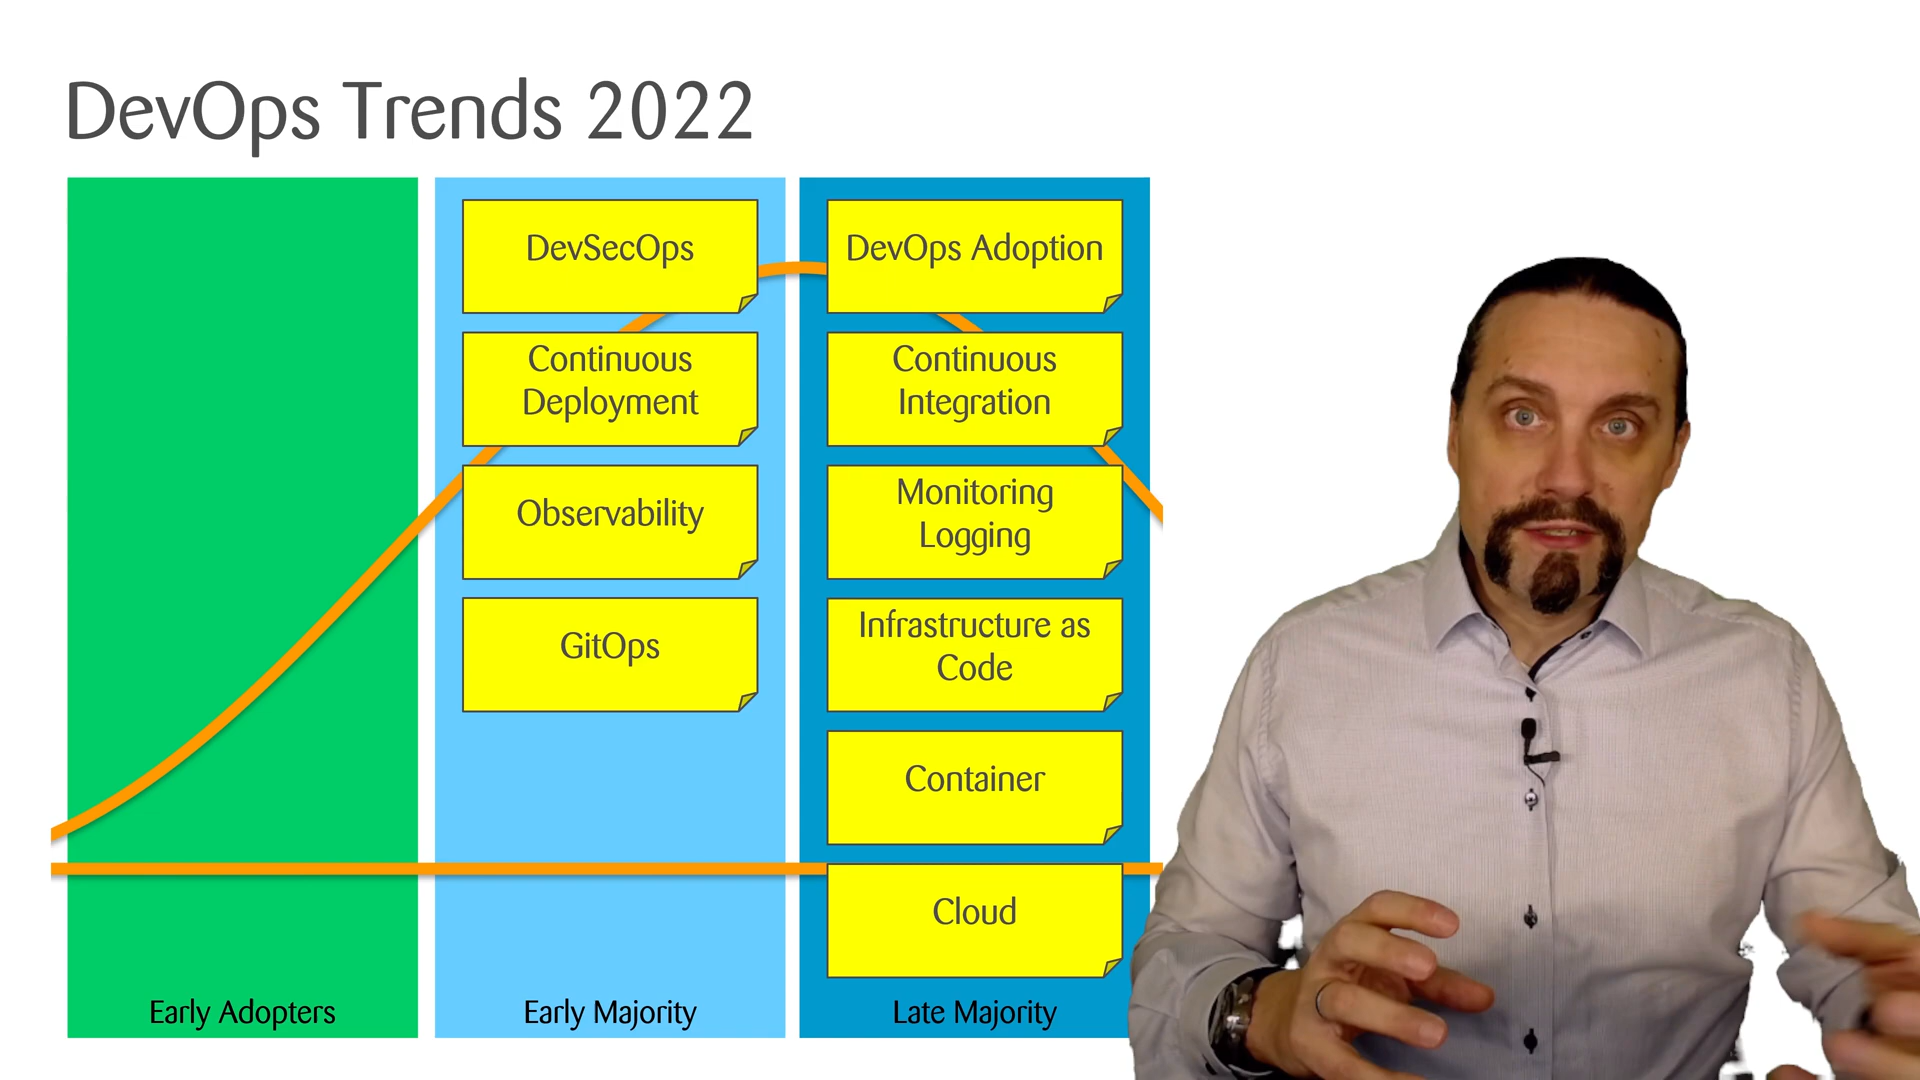 DevOps Trends 2022
DevSecOps
Continuous
Deployment
Observability
GitOps
DevOps Adoption
Continuous
Integration
Monitoring
Logging
Infrastructure as
Code
Container
Cloud
Early Adopters
Early Majority
Late Majority